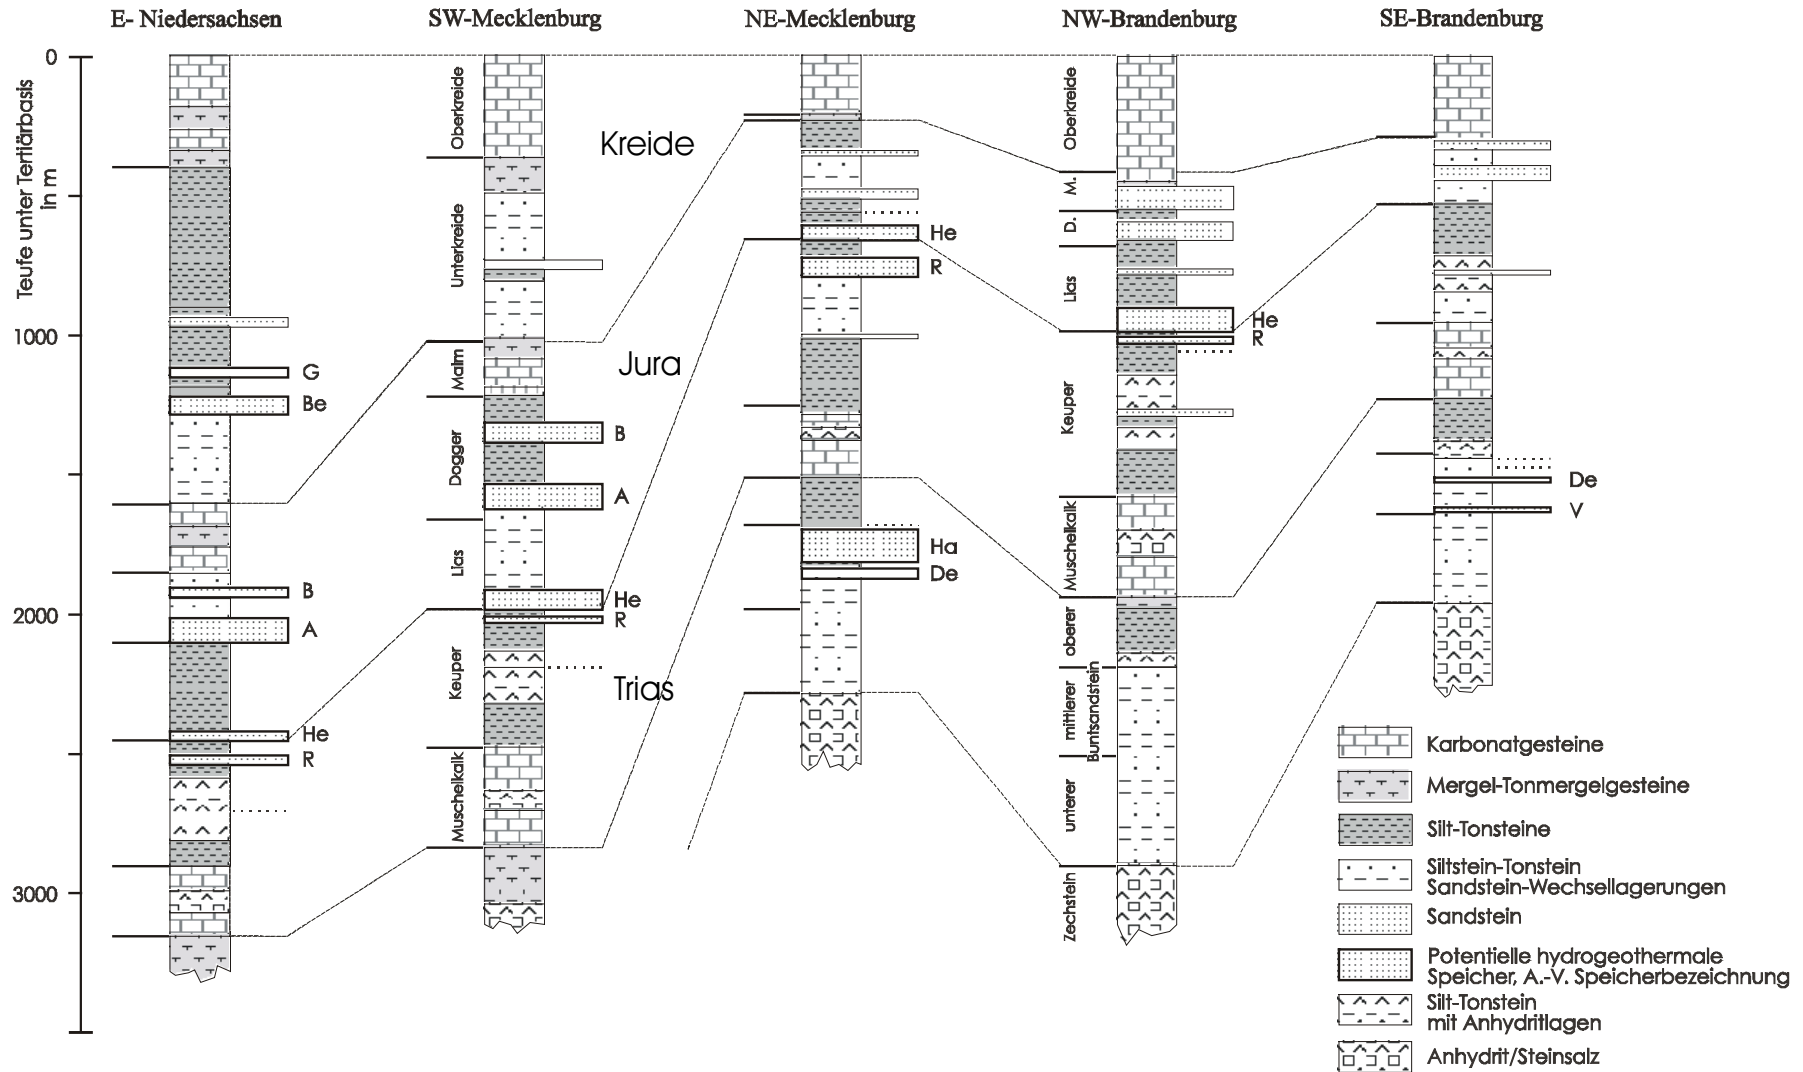 E- Niedersachsen
SW-Mecklenburg
NE-Mecklenburg
NW-Brandenburg
SE-Brandenburg
Teufe unter Tertiärbasis
in m
0
1000
2000
3000
G
Be
B
A
He
R
Oberkreide
Unterkreide
Malm
Dogger
Lias
Keuper
Muschelkalk
B
A
He
R
Kreide
Jura
Trias
He
R
Ha
De
Oberkreide
M.
D.
Lias
Keuper
Muschelkalk
oberer
mittlerer
unterer
Buntsandstein
Zechstein
He
R
De
V
Karbonatgesteine
Mergel-Tonmergelgesteine
Silt-Tonsteine
Siltstein-Tonstein
Sandstein-Wechsellagerungen
Sandstein
Potentielle hydrogeothermale
Speicher, A.-V. Speicherbezeichnung
Silt-Tonstein
mit Anhydritlagen
Anhydrit/Steinsalz